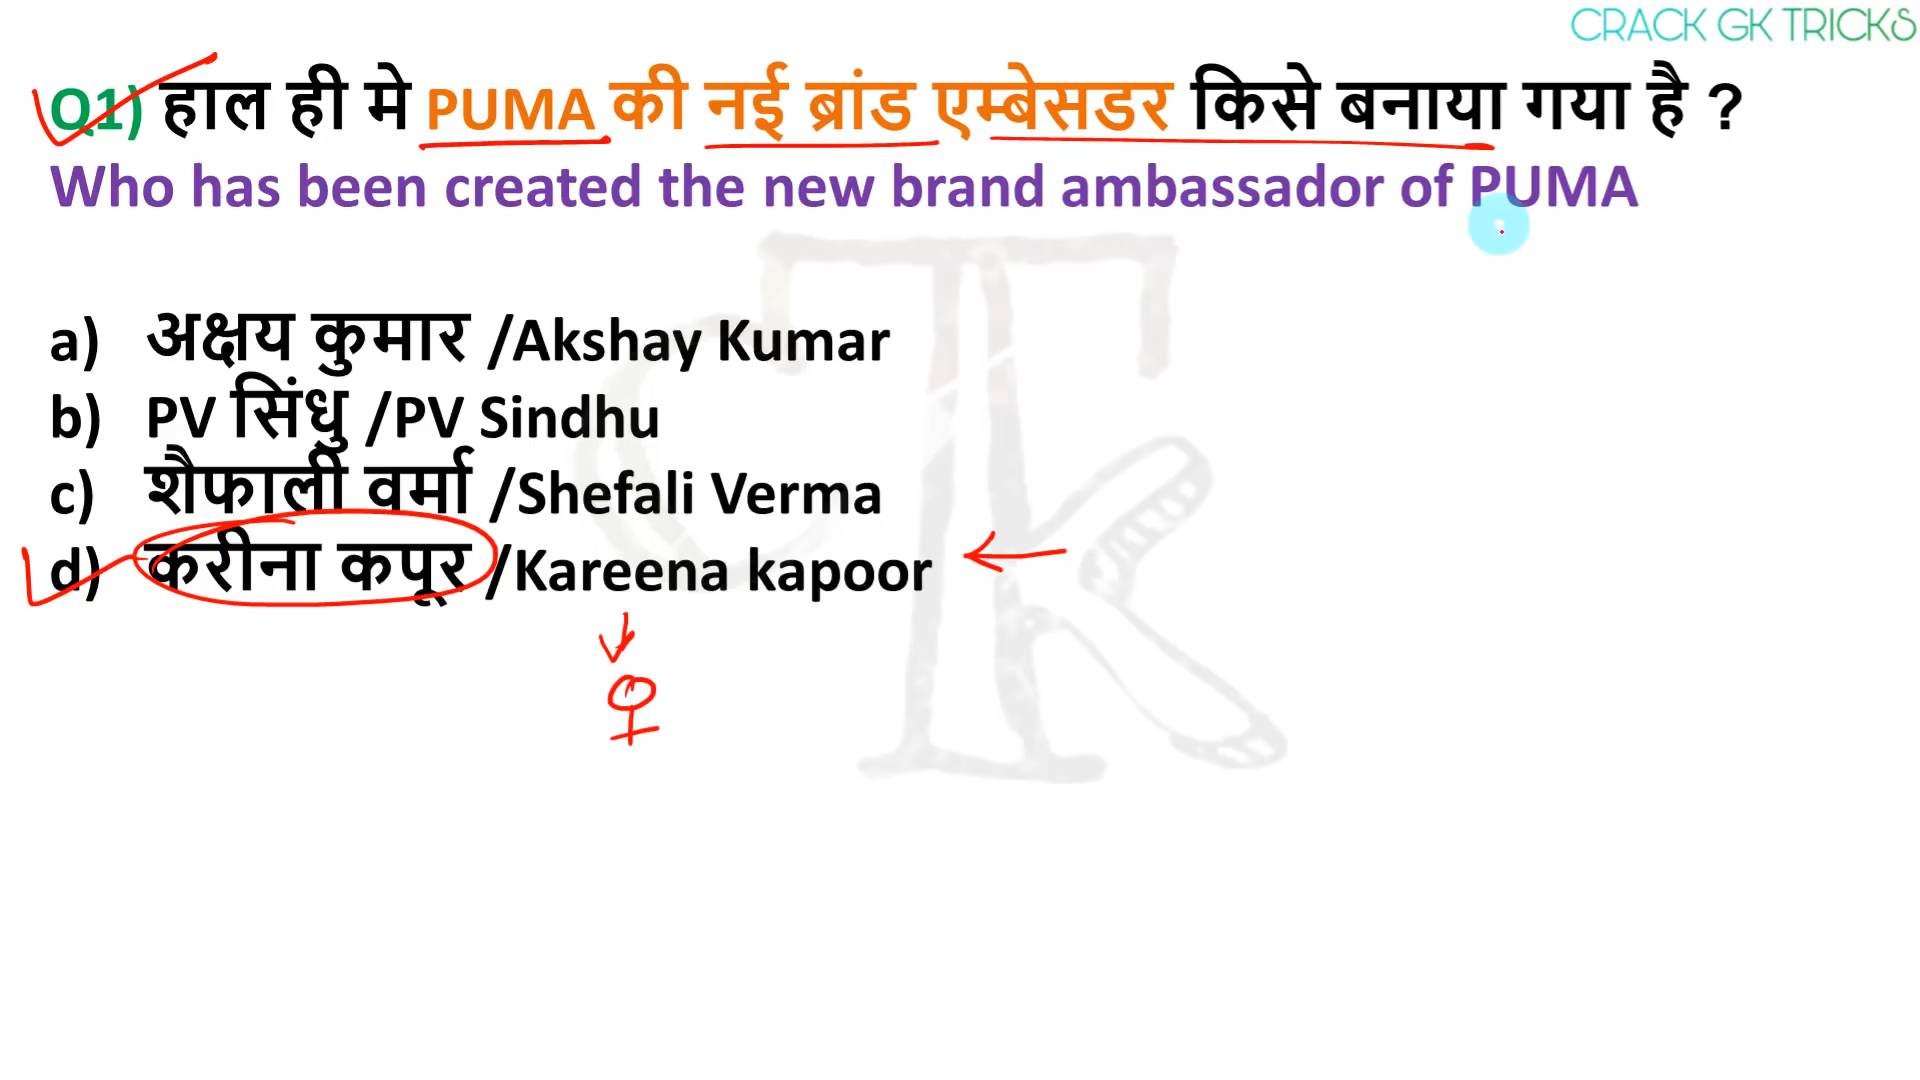 CRACK GK TRICKS
Q1) हाल ही मे PUMA की नई ब्रांड एम्बेसडर किसे बनाया गया है ?
Who has been created the new brand ambassador of PUMA
a) अक्षय कुमार /Akshay Kumar
b) PV सिंधु /PV Sindhu
c) शैफाली वर्मा /Shefali Verma
d) करीना कपूर /Kareena kapoor